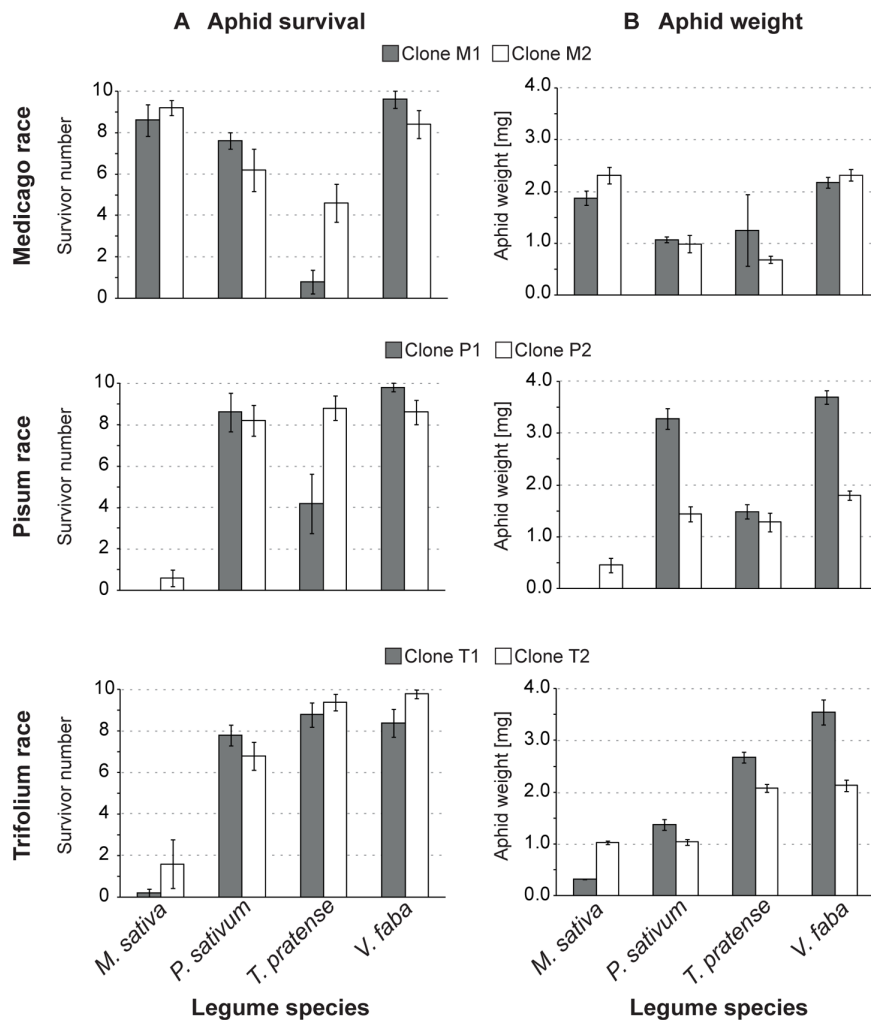 A Aphid survival
B Aphid weight
Clone M1 Clone M2
Medicago race
Survivor number
10
8
6
4
2
0
Aphid weight [mg]
4.0
3.0
2.0
1.0
0.0
Clone P1 Clone P2
Pisum race
Survivor number
10
8
6
4
2
0
Aphid weight [mg]
4.0
3.0
2.0
1.0
0.0
Clone T1 Clone T2
Trifolium race
Survivor number
10
8
6
4
2
0
Aphid weight [mg]
4.0
3.0
2.0
1.0
0.0
M. sativa
P. sativum
T. pratense
V. faba
Legume species
M. sativa
P. sativum
T. pratense
V. faba
Legume species